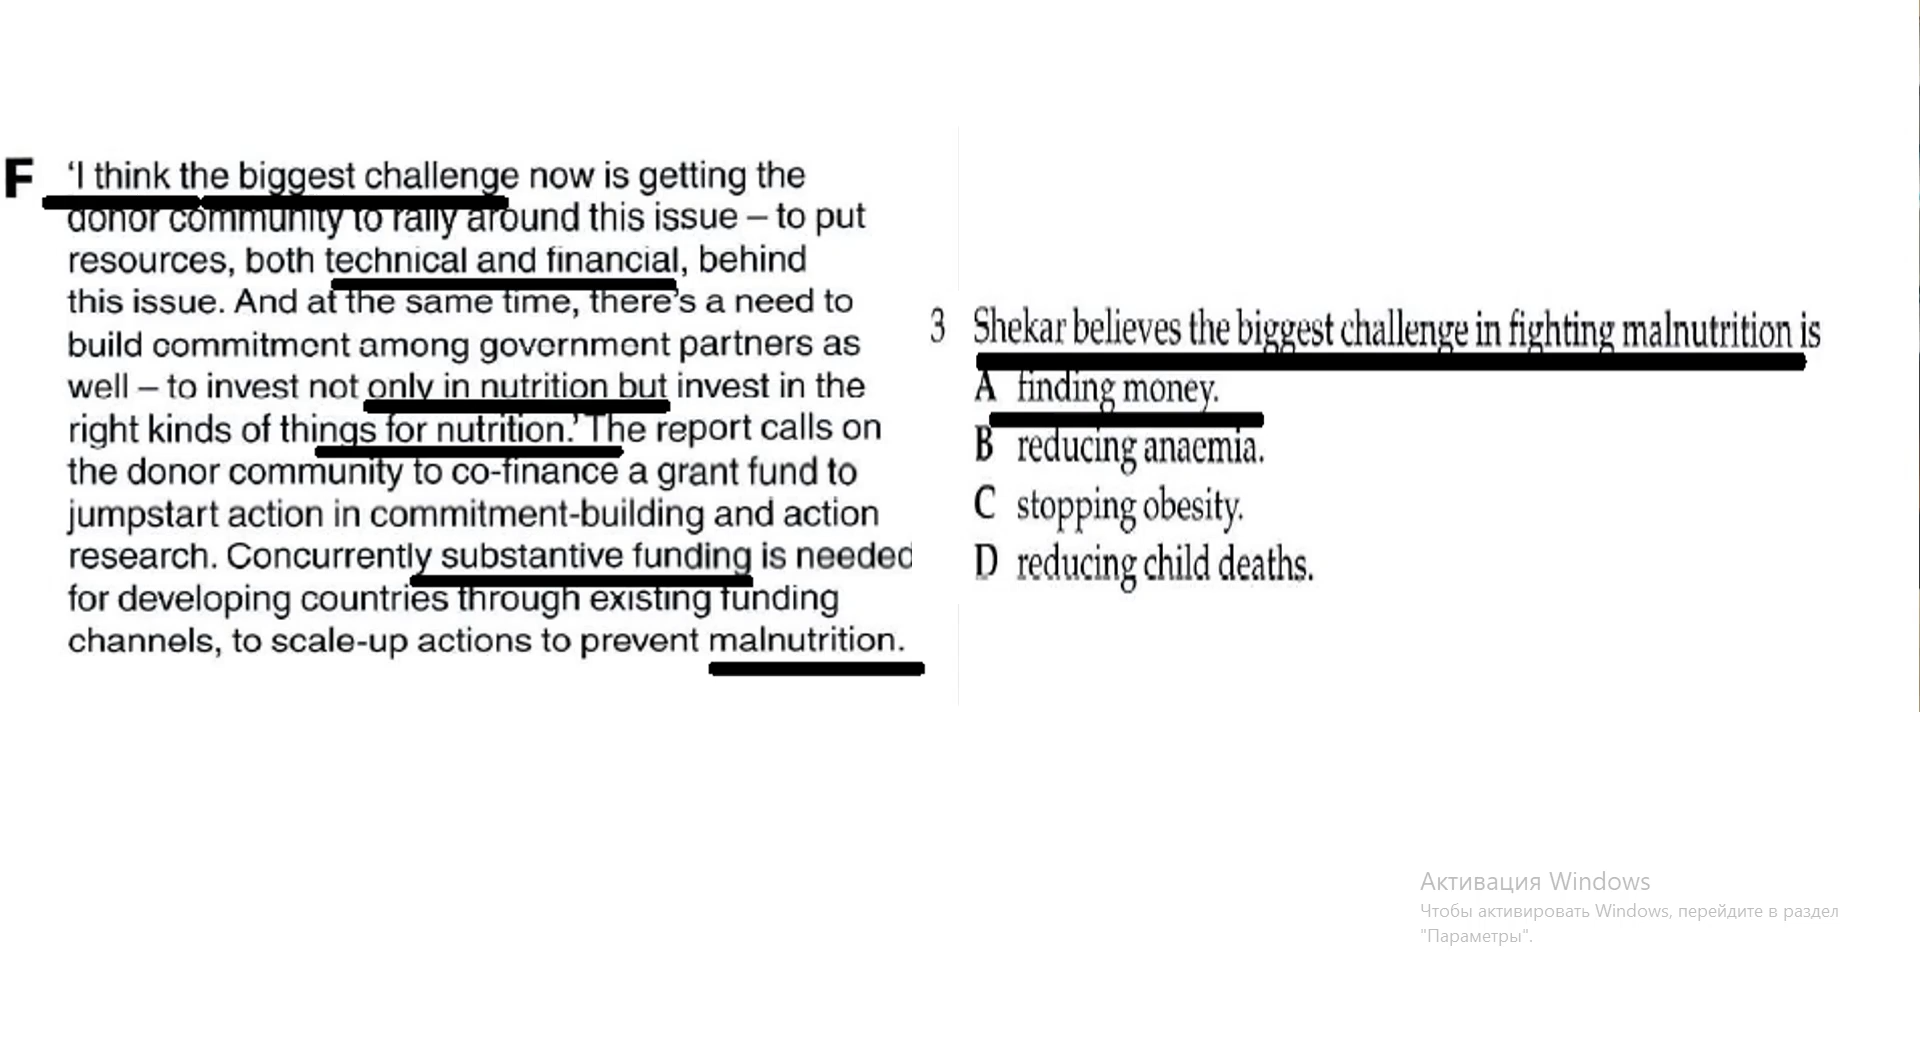 F 'I think the biggest challenge now is getting the
donor community to rally around this issue – to put
resources, both technical and financial, behind
this issue. And at the same time, there's a need to
build commitment among government partners as
well – to invest not only in nutrition but invest in the
right kinds of things for nutrition.' The report calls on
the donor community to co-finance a grant fund to
jumpstart action in commitment-building and action
research. Concurrently substantive funding is needed
for developing countries through existing funding
channels, to scale-up actions to prevent malnutrition.
3 Shekar believes the biggest challenge in fighting malnutrition is
A finding money.
B reducing anaemia.
C stopping obesity.
D reducing child deaths.
Активация Windows
Чтобы активировать Windows, перейдите в раздел
"Параметры".